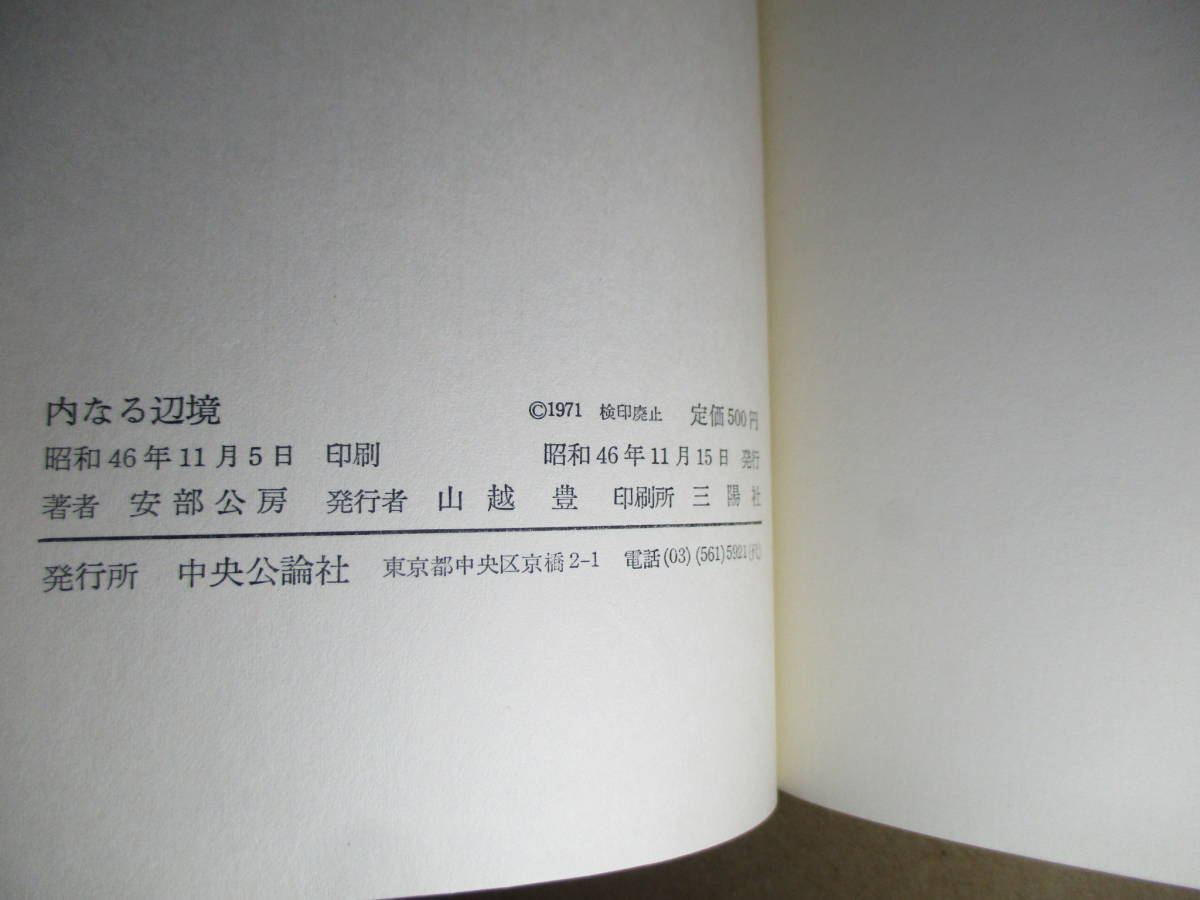 内なる辺境 ©1971 検印廃止 定価500円
昭和46年11月5日 印刷 昭和46年11月15日 発行
著者 安部公房 発行者 山越豊 印刷所 三陽社
発行所 中央公論社 東京都中央区京橋2-1 電話(03)(561)5921(代)